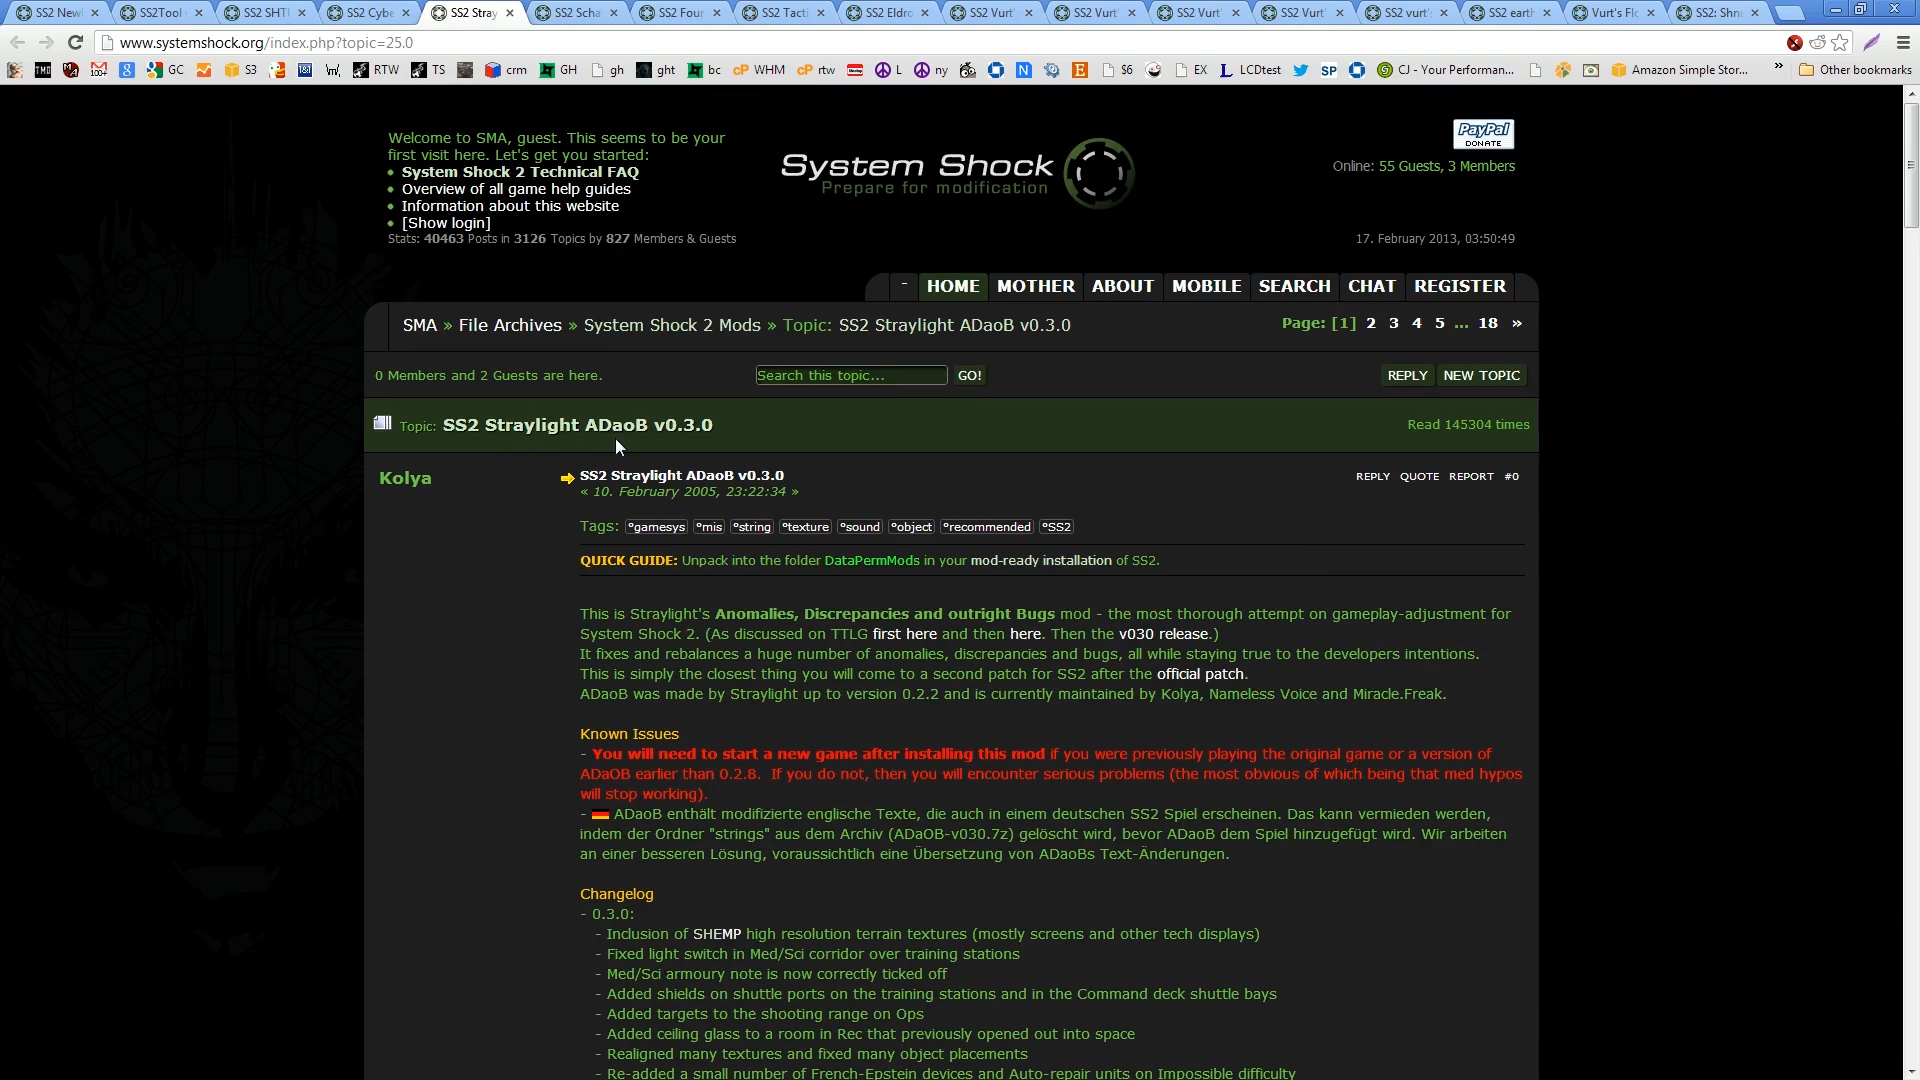 SS2 New
SS2Tool
SS2 SHT
SS2 Cybe
SS2 Stray
SS2 Scha
SS2 Four
SS2 Tacti
SS2 Eldro
SS2 Vurt'
SS2 Vurt'
SS2 Vurt'
SS2 Vurt'
SS2 vurt's
SS2 earth
Vurt's Flo
SS2: Shne
www.systemshock.org/index.php?topic=25.0
GC
S3
RTW
TS
crm
GH
gh
ght
bc
WHM
rtw
L
ny
$6
EX
LCDtest
SP
CJ - Your Performan...
Amazon Simple Stor...
»
Other bookmarks
Welcome to SMA, guest. This seems to be your
first visit here. Let's get you started:
• System Shock 2 Technical FAQ
• Overview of all game help guides
• Information about this website
• [Show login]
Stats: 40463 Posts in 3126 Topics by 827 Members & Guests
System Shock
Prepare for modification
PayPal
DONATE
Online: 55 Guests, 3 Members
17. February 2013, 03:50:49
- HOME MOTHER ABOUT MOBILE SEARCH CHAT REGISTER
SMA » File Archives » System Shock 2 Mods » Topic: SS2 Straylight ADaoB v0.3.0
Page: [1] 2 3 4 5 ... 18 »
0 Members and 2 Guests are here.
Search this topic...
GO!
REPLY NEW TOPIC
Topic: SS2 Straylight ADaoB v0.3.0
Read 145304 times
Kolya
SS2 Straylight ADaoB v0.3.0
« 10. February 2005, 23:22:34 »
REPLY QUOTE REPORT #0
Tags: °gamesys °mis °string °texture °sound °object °recommended °SS2
QUICK GUIDE: Unpack into the folder DataPermMods in your mod-ready installation of SS2.
This is Straylight's Anomalies, Discrepancies and outright Bugs mod - the most thorough attempt on gameplay-adjustment for
System Shock 2. (As discussed on TTLG first here and then here. Then the v030 release.)
It fixes and rebalances a huge number of anomalies, discrepancies and bugs, all while staying true to the developers intentions.
This is simply the closest thing you will come to a second patch for SS2 after the official patch.
ADaoB was made by Straylight up to version 0.2.2 and is currently maintained by Kolya, Nameless Voice and Miracle.Freak.
Known Issues
- You will need to start a new game after installing this mod if you were previously playing the original game or a version of
ADaOB earlier than 0.2.8. If you do not, then you will encounter serious problems (the most obvious of which being that med hypos
will stop working).
- ADaoB enthält modifizierte englische Texte, die auch in einem deutschen SS2 Spiel erscheinen. Das kann vermieden werden,
indem der Ordner "strings" aus dem Archiv (ADaOB-v030.7z) gelöscht wird, bevor ADaoB dem Spiel hinzugefügt wird. Wir arbeiten
an einer besseren Lösung, voraussichtlich eine Übersetzung von ADaoBs Text-Änderungen.
Changelog
- 0.3.0:
- Inclusion of SHEMP high resolution terrain textures (mostly screens and other tech displays)
- Fixed light switch in Med/Sci corridor over training stations
- Med/Sci armoury note is now correctly ticked off
- Added shields on shuttle ports on the training stations and in the Command deck shuttle bays
- Added targets to the shooting range on Ops
- Added ceiling glass to a room in Rec that previously opened out into space
- Realigned many textures and fixed many object placements
- Re-added a small number of French-Epstein devices and Auto-repair units on Impossible difficulty